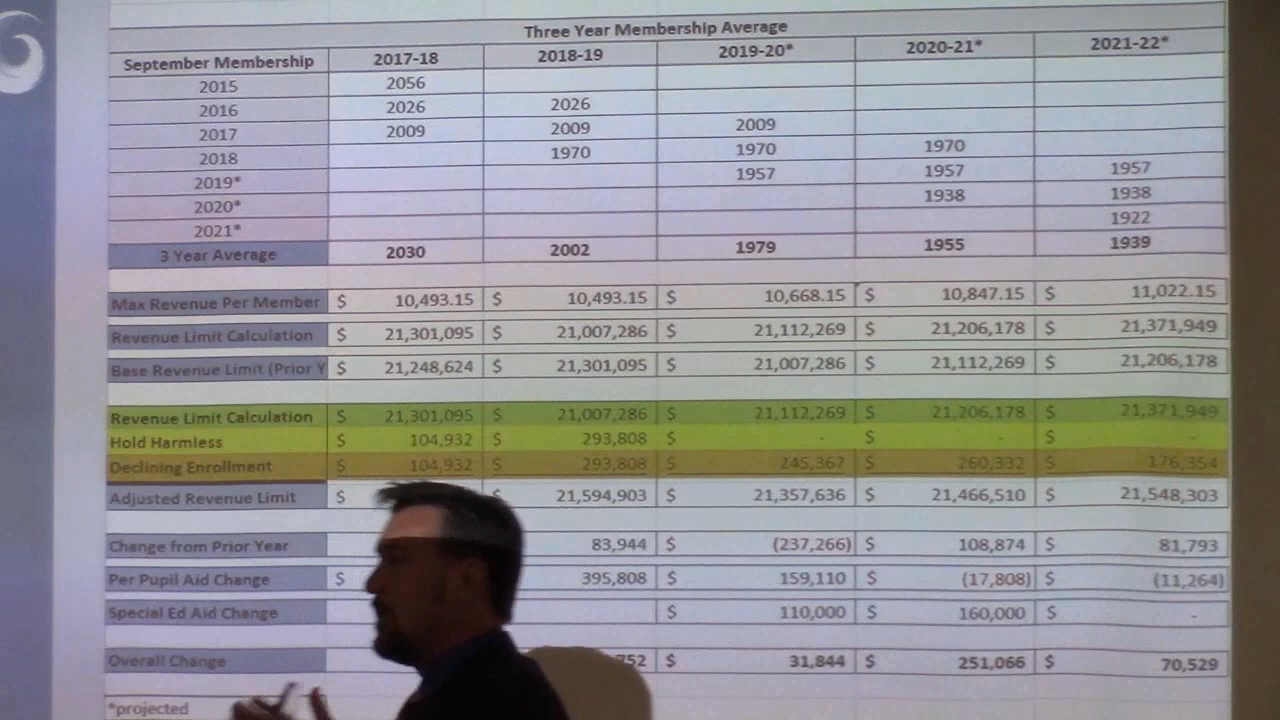 Three Year Membership Average
September Membership 2017-18 2018-19 2019-20* 2020-21* 2021-22*
2015 2056
2016 2026 2026
2017 2009 2009 2009
2018 1970 1970 1970
2019* 1957 1957 1957
2020* 1938 1938
2021* 1922
3 Year Average 2030 2002 1979 1955 1939
Max Revenue Per Member $ 10,493.15 $ 10,493.15 $ 10,668.15 $ 10,847.15 $ 11,022.15
Revenue Limit Calculation $ 21,301,095 $ 21,007,286 $ 21,112,269 $ 21,206,178 $ 21,371,949
Base Revenue Limit (Prior Y $ 21,248,624 $ 21,301,095 $ 21,007,286 $ 21,112,269 $ 21,206,178
Revenue Limit Calculation $ 21,301,095 $ 21,007,286 $ 21,112,269 $ 21,206,178 $ 21,371,949
Hold Harmless $ 104,932 $ 293,808 $ - $ - $ -
Declining Enrollment $ 104,932 $ 293,808 $ 245,367 $ 260,332 $ 176,354
Adjusted Revenue Limit $ 21,594,903 $ 21,357,636 $ 21,466,510 $ 21,548,303
Change from Prior Year 83,944 $ (237,266) $ 108,874 $ 81,793
Per Pupil Aid Change $ 395,808 $ 159,110 $ (17,808) $ (11,264)
Special Ed Aid Change $ 110,000 $ 160,000 $ -
Overall Change 752 $ 31,844 $ 251,066 $ 70,529
*projected